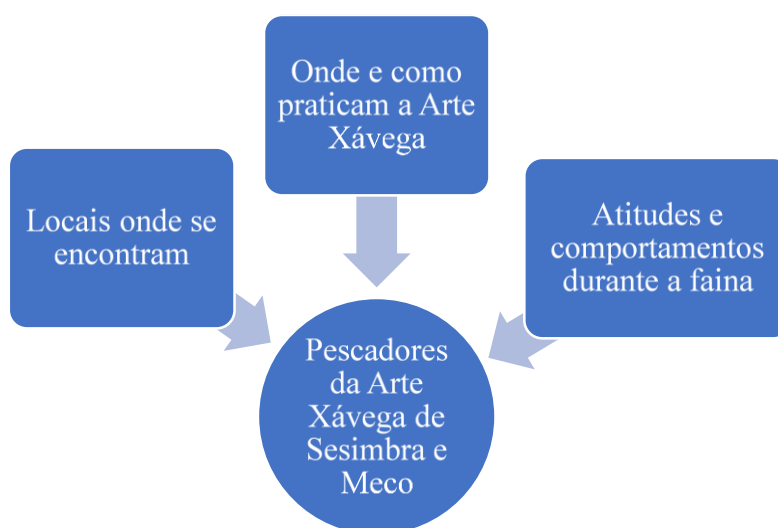 Onde e como
praticam a Arte
Xávega
Locais onde se
encontram
Atitudes e
comportamentos
durante a faina
Pescadores
da Arte
Xávega de
Sesimbra e
Meco